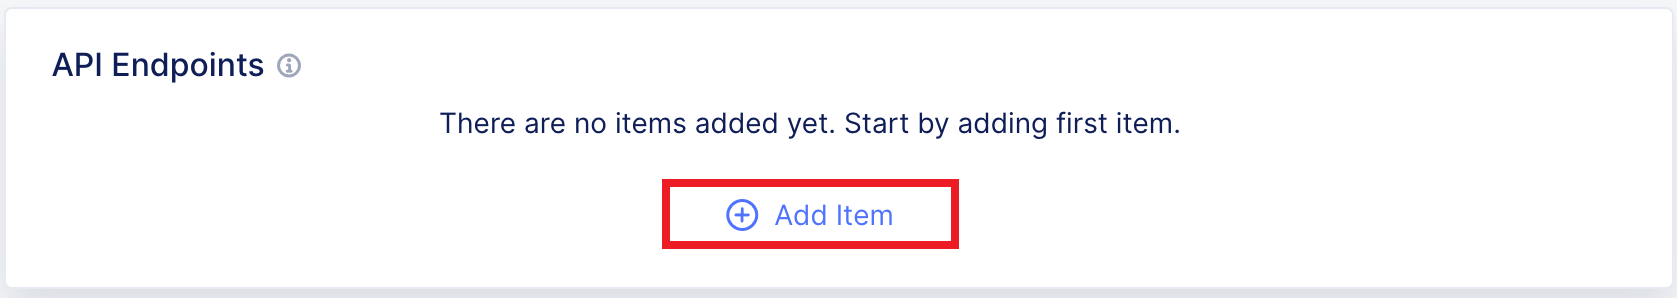 API Endpoints
There are no items added yet. Start by adding first item.
Add Item